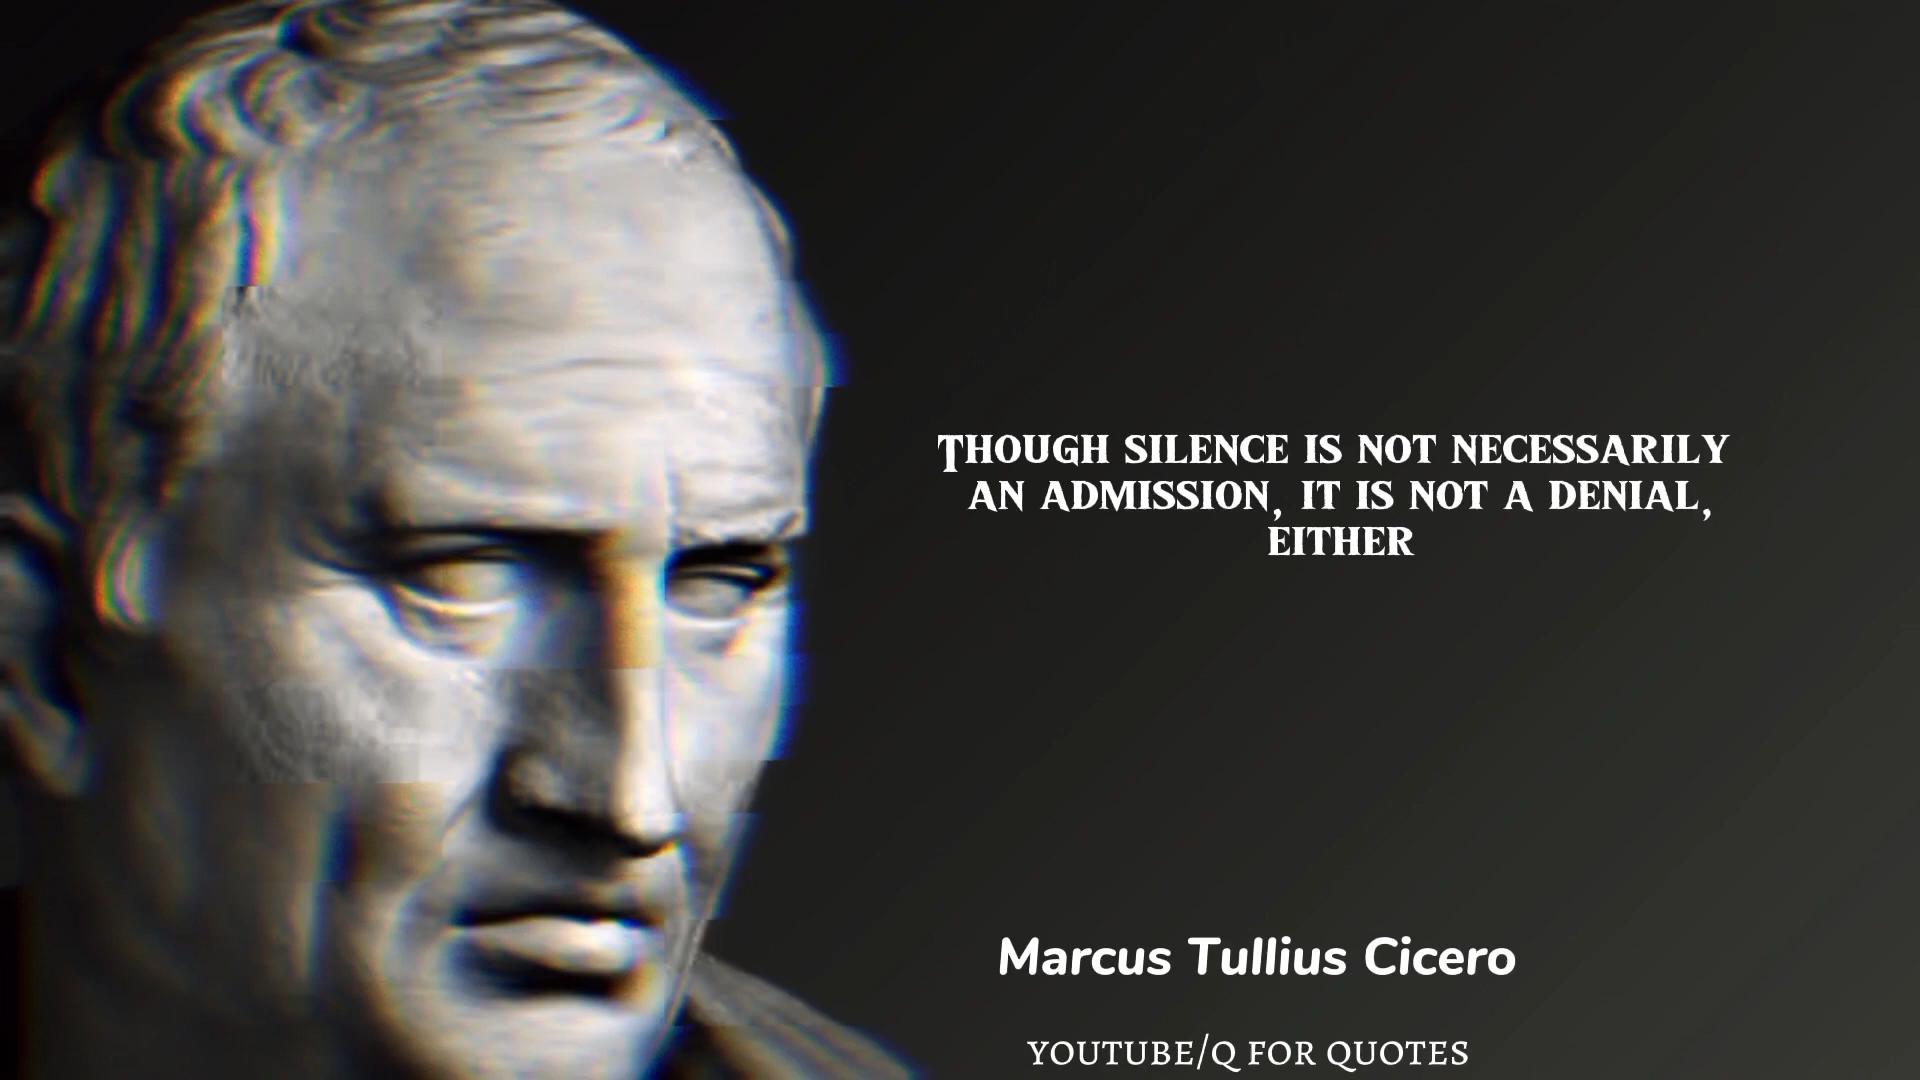 Though silence is not necessarily
an admission, it is not a denial,
either
Marcus Tullius Cicero
YOUTUBE/Q FOR QUOTES